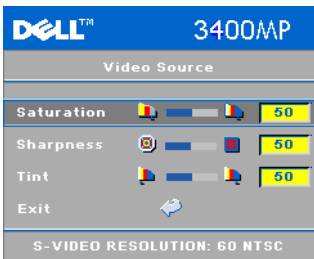 DELL™ 3400MP
Video Source
Saturation 50
Sharpness 50
Tint 50
Exit
S-VIDEO RESOLUTION: 60 NTSC